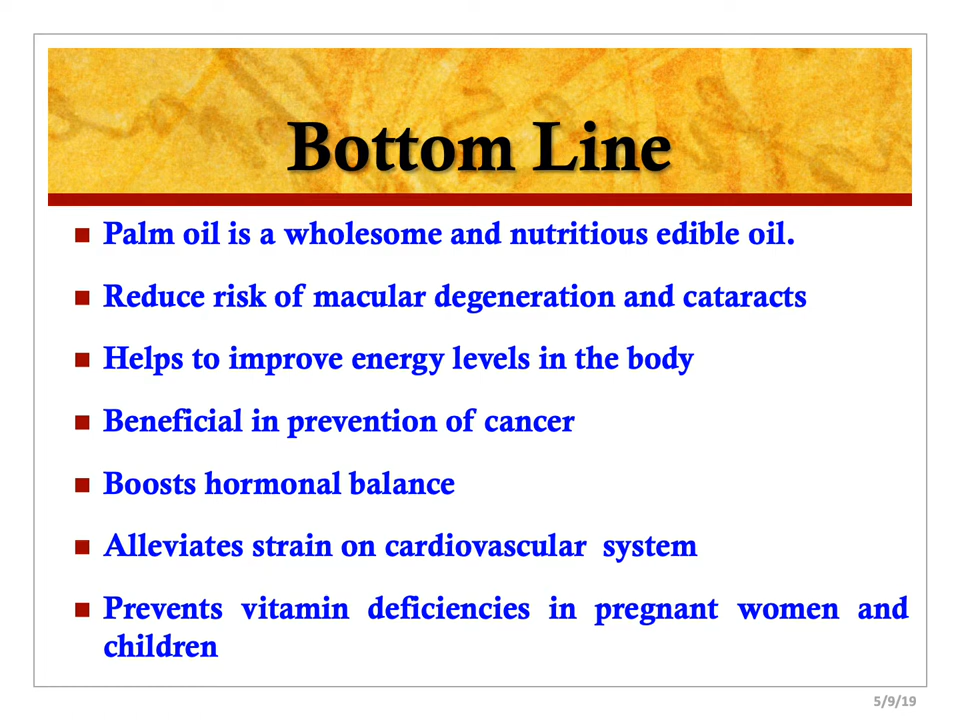 Bottom Line
Palm oil is a wholesome and nutritious edible oil.
Reduce risk of macular degeneration and cataracts
Helps to improve energy levels in the body
Beneficial in prevention of cancer
Boosts hormonal balance
Alleviates strain on cardiovascular  system
Prevents vitamin deficiencies in pregnant women and
children
5/9/19